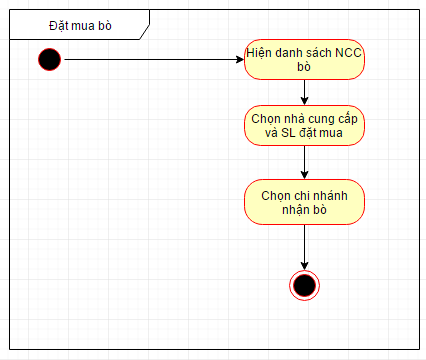 Đặt mua bò
Hiện danh sách NCC
bò
Chọn nhà cung cấp
và SL đặt mua
Chọn chi nhánh
nhận bò